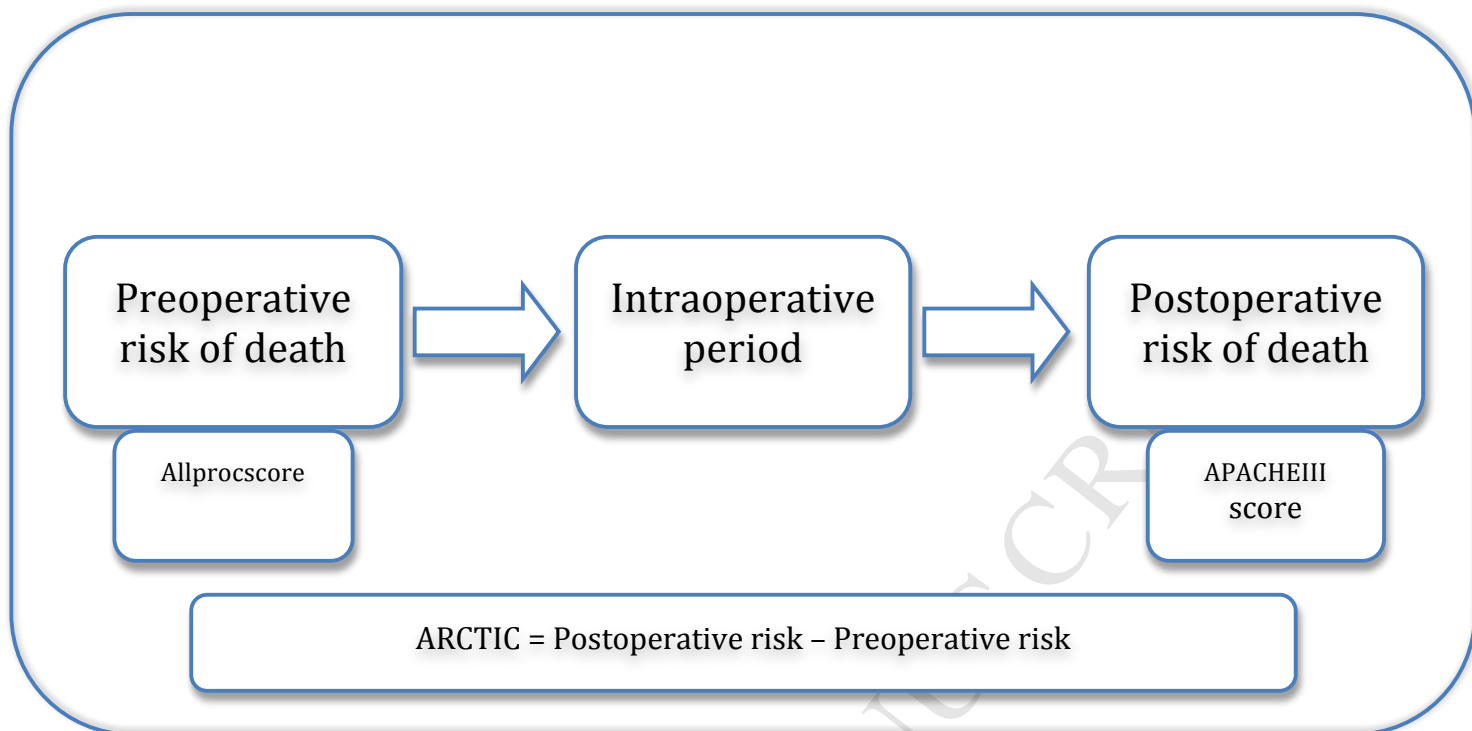 Preoperative
risk of death
Intraoperative
period
Postoperative
risk of death
Allprocscore
APACHEIII
score
ARCTIC = Postoperative risk – Preoperative risk